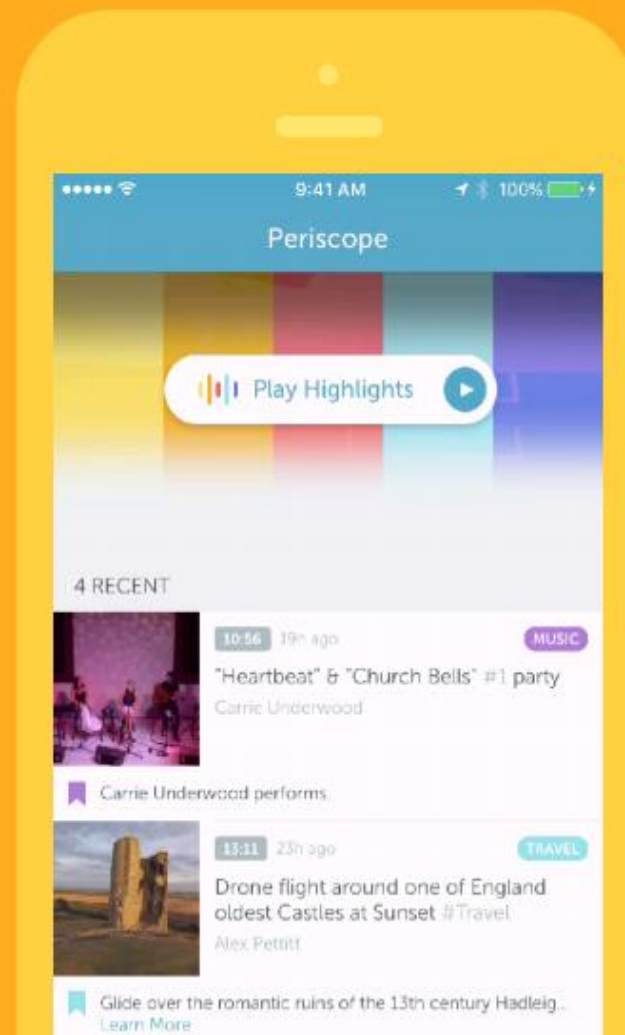 9:41 AM
100%
Periscope
Play Highlights
4 RECENT
10:56 19h ago MUSIC
"Heartbeat" & "Church Bells" #1 party
Carrie Underwood
Carrie Underwood performs.
13:11 23h ago TRAVEL
Drone flight around one of England
oldest Castles at Sunset #Travel
Alex Pettitt
Glide over the romantic ruins of the 13th century Hadleig...
Learn More